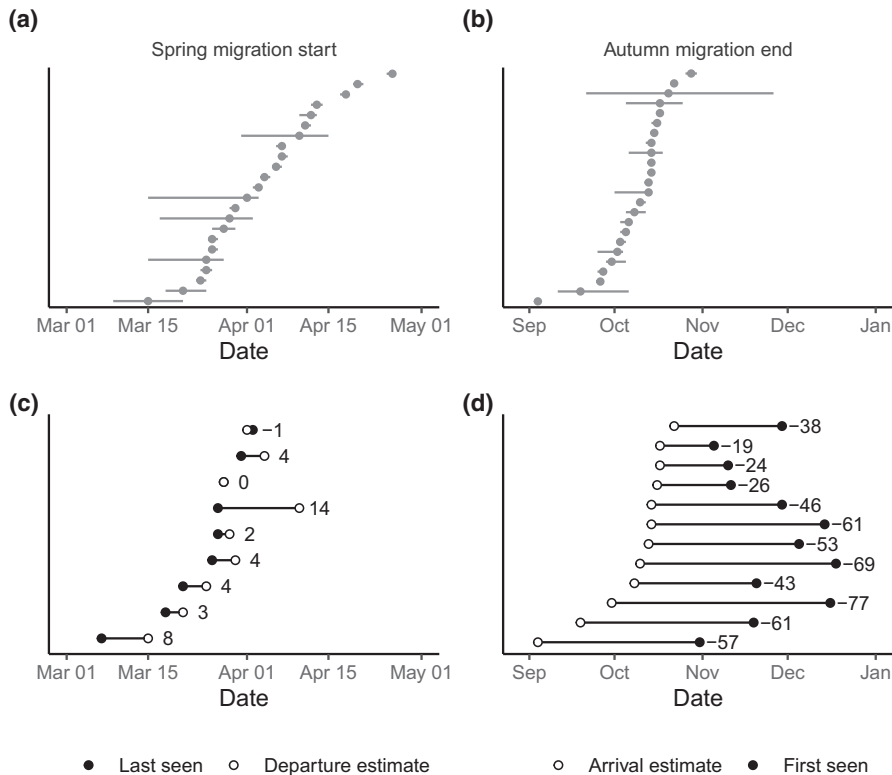 (a)
Spring migration start
Mar 01 Mar 15 Apr 01 Apr 15 May 01
Date
(b)
Autumn migration end
Sep Oct Nov Dec Jan
Date
(c)
−1
4
0
14
2
4
4
3
8
Mar 01 Mar 15 Apr 01 Apr 15 May 01
Date
(d)
−38
−19
−24
−26
−46
−61
−53
−69
−43
−77
−61
−57
Sep Oct Nov Dec Jan
Date
Last seen Departure estimate
Arrival estimate First seen